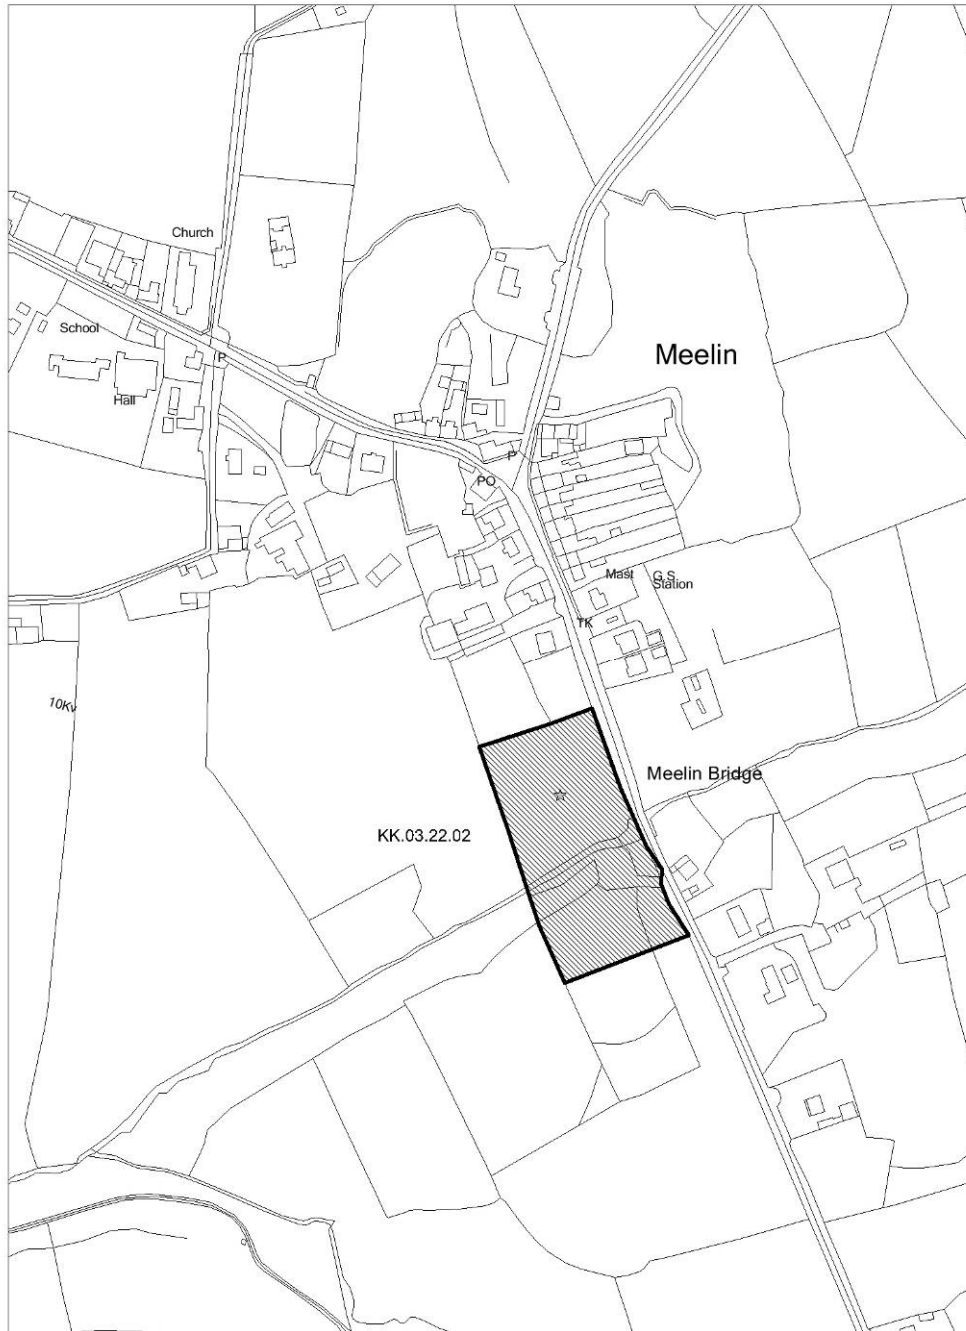 Church
School
P
Hall
Meelin
P
PO
Mast
G.S
Station
TK
10Kv
Meelin Bridge
KK.03.22.02